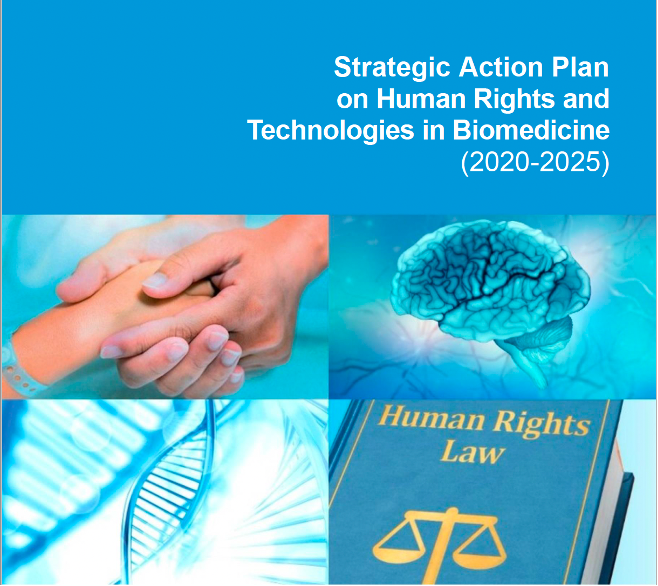 Strategic Action Plan
on Human Rights and
Technologies in Biomedicine
(2020-2025)
Human Rights
Law